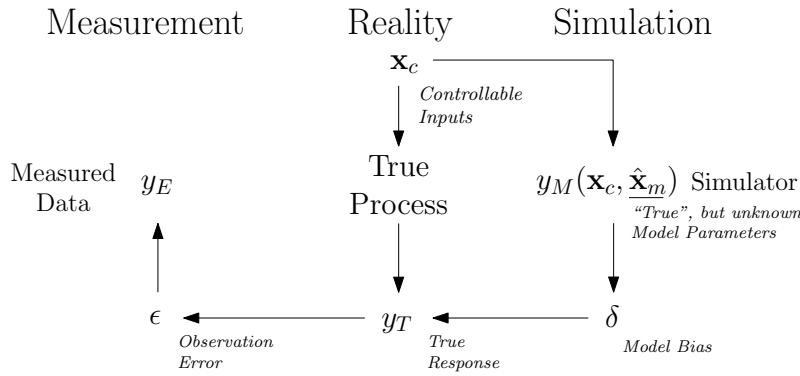 Measurement Reality Simulation
𝐱_c
Controllable
Inputs
Measured
Data
y_E
True
Process
y_M(𝐱_c, 𝐱̂_m) Simulator
“True”, but unknown
Model Parameters
ϵ
Observation
Error
y_T
True
Response
δ
Model Bias